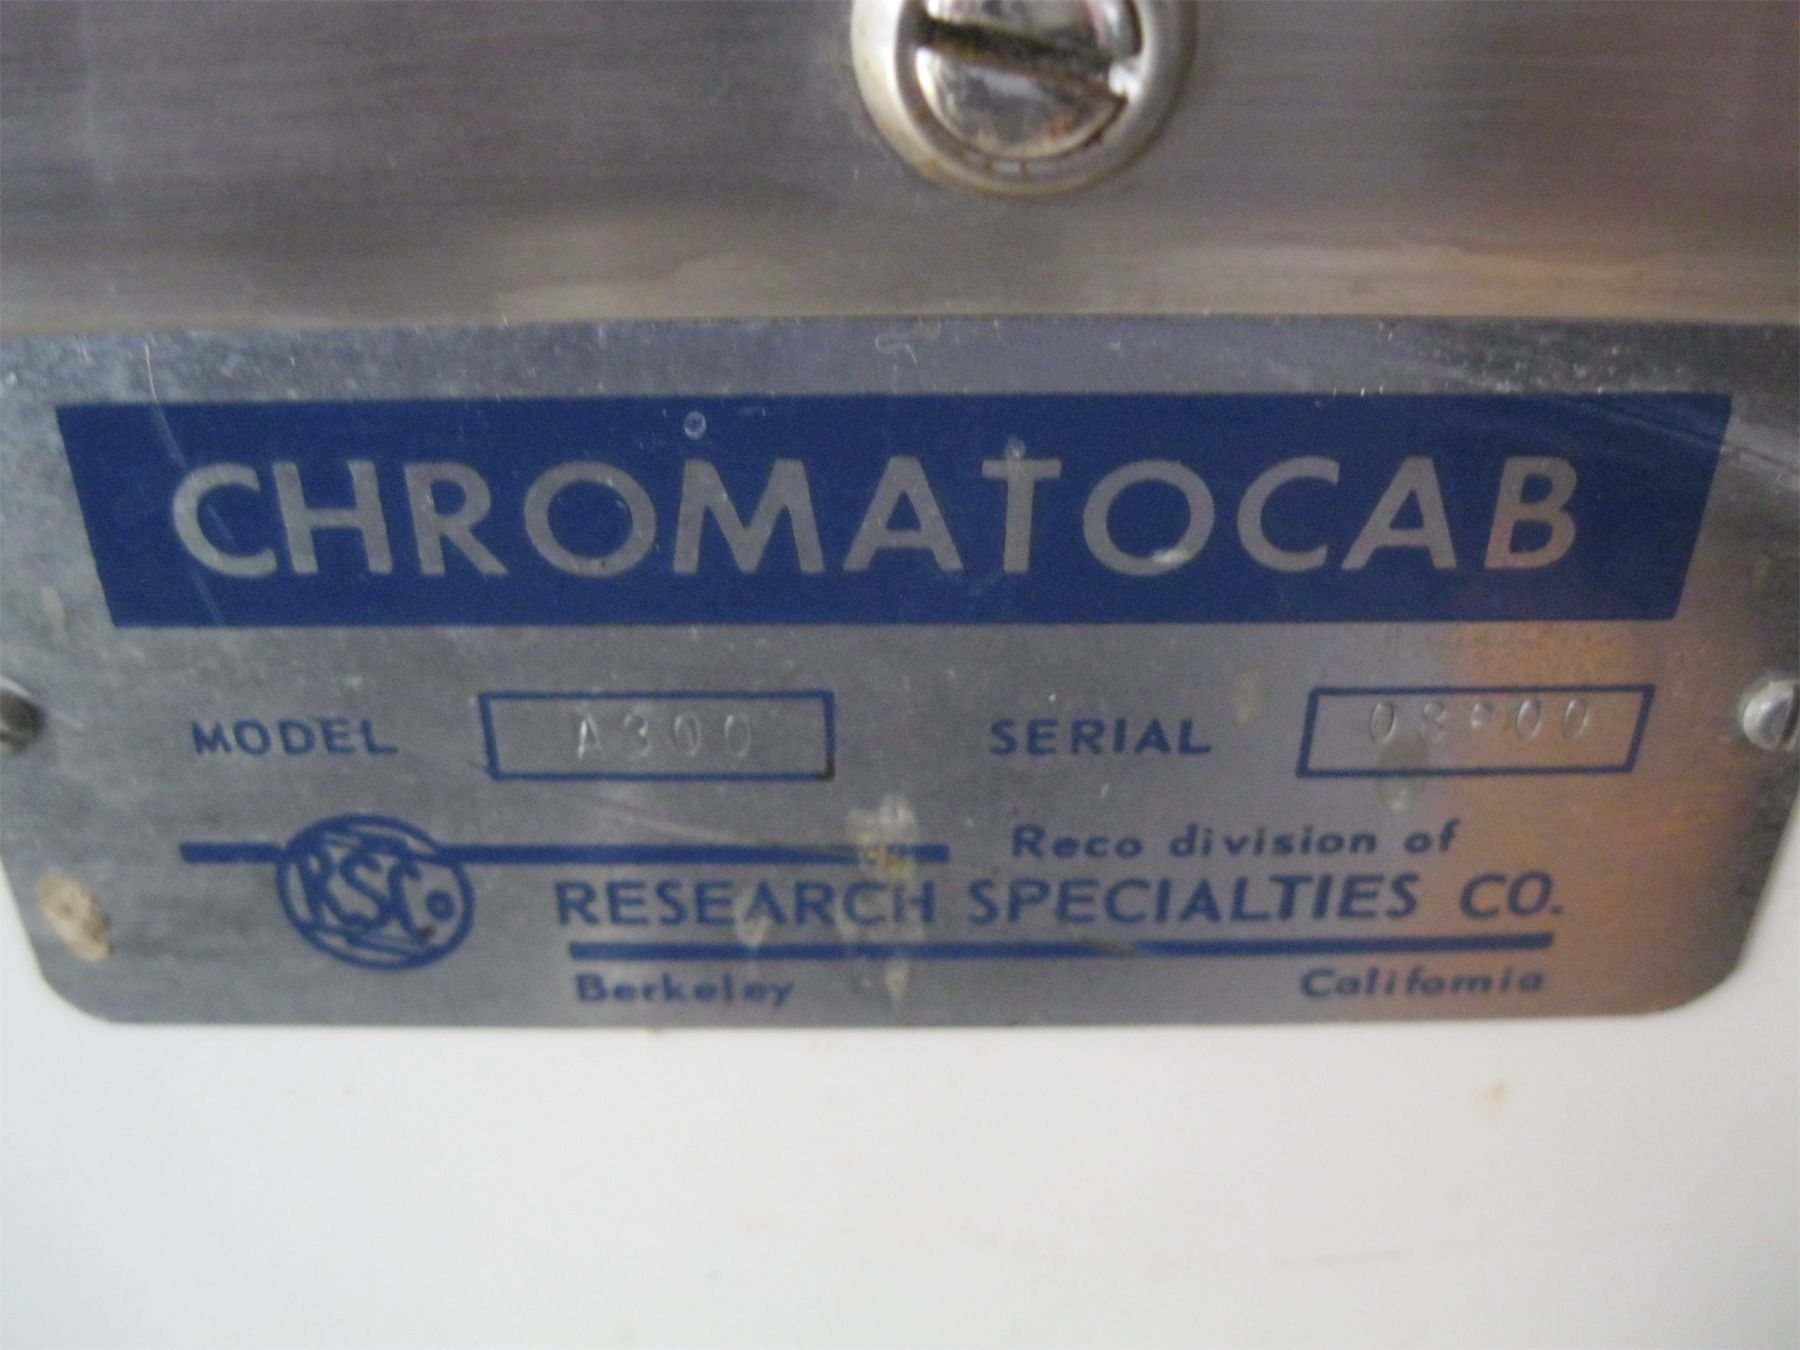 CHROMATOCAB
MODEL A300 SERIAL
Reco division of
RSCo
RESEARCH SPECIALTIES CO.
Berkeley California